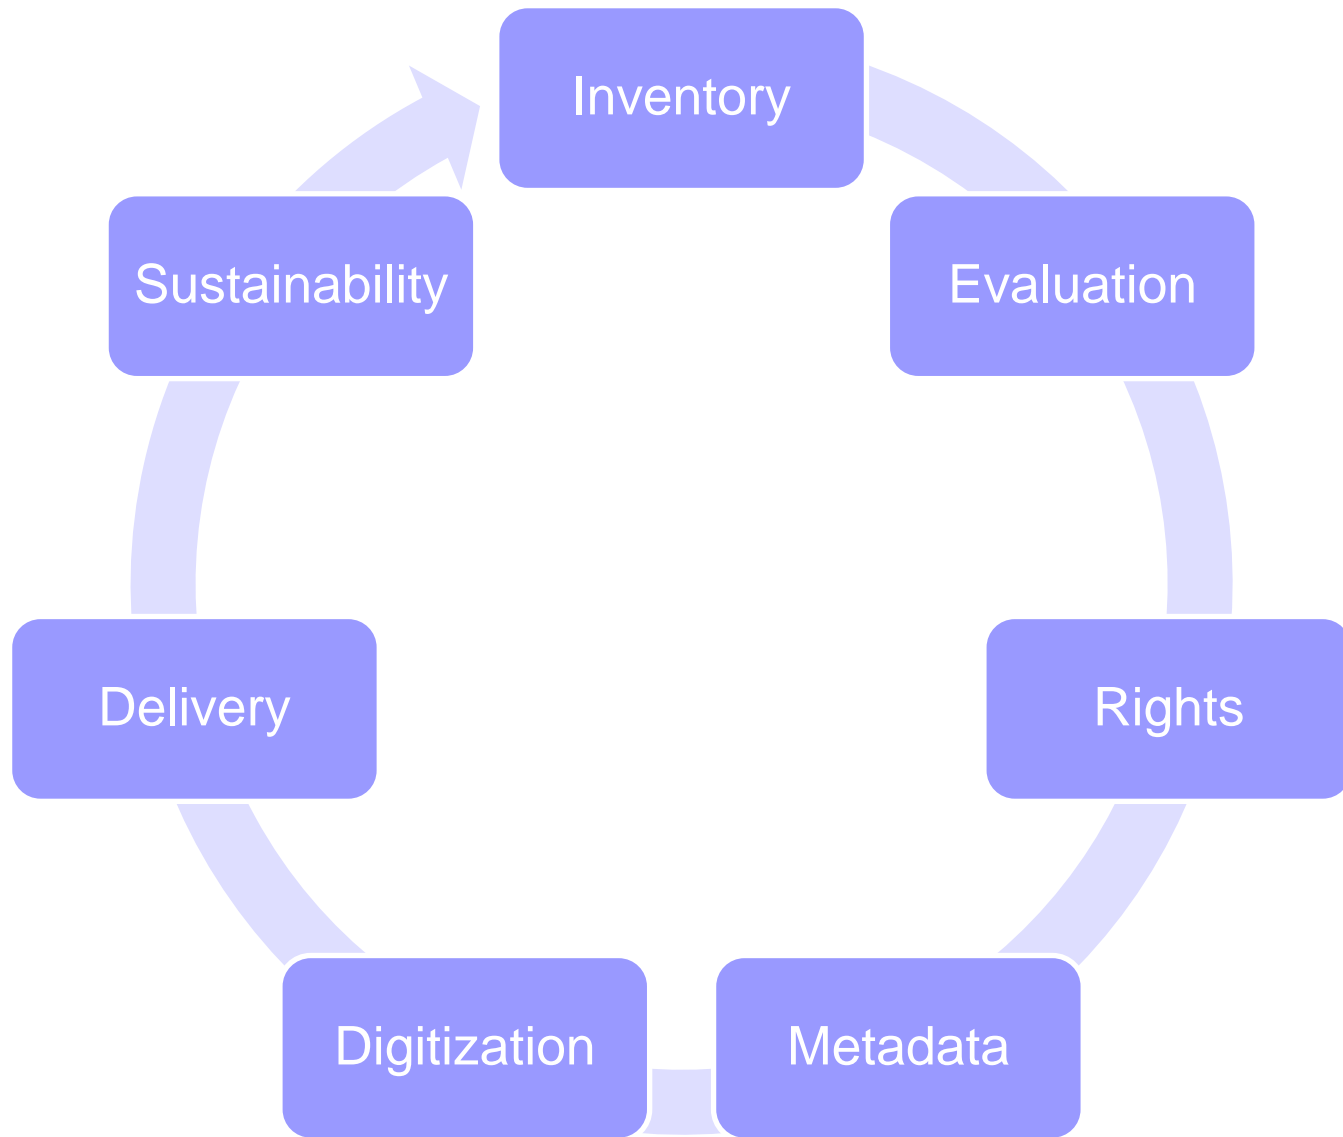 Inventory
Evaluation
Rights
Metadata
Digitization
Delivery
Sustainability